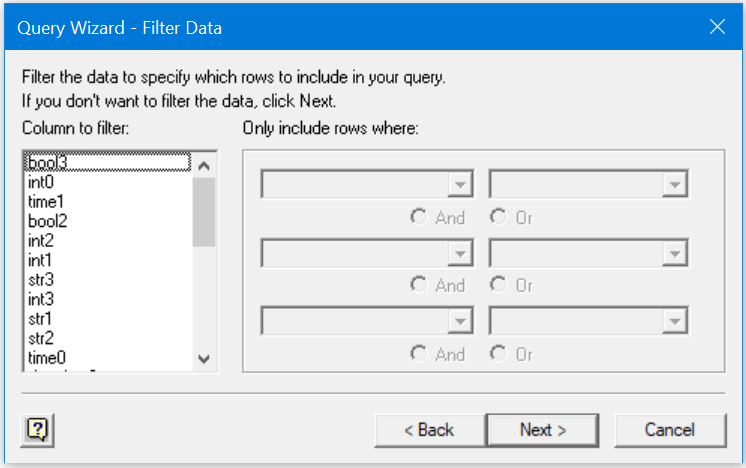 Query Wizard - Filter Data
Filter the data to specify which rows to include in your query.
If you don't want to filter the data, click Next.
Column to filter:
Only include rows where:
bool3
int0
time1
bool2
int2
int1
str3
int3
str1
str2
time0
And Or
And Or
And Or
?
< Back
Next >
Cancel